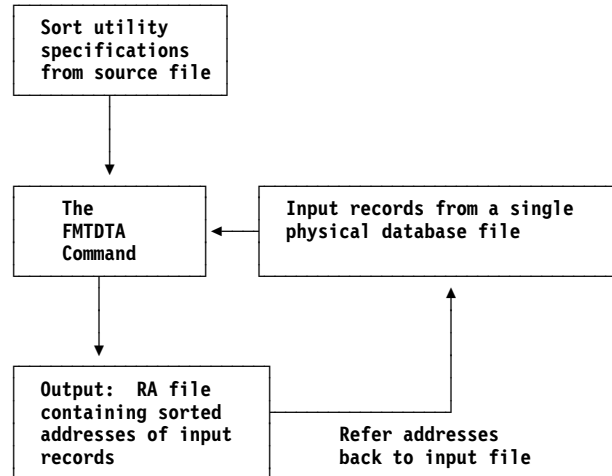 Sort utility
specifications
from source file
The
FMTDTA
Command
Input records from a single
physical database file
Output:  RA file
containing sorted
addresses of input
records
Refer addresses
back to input file